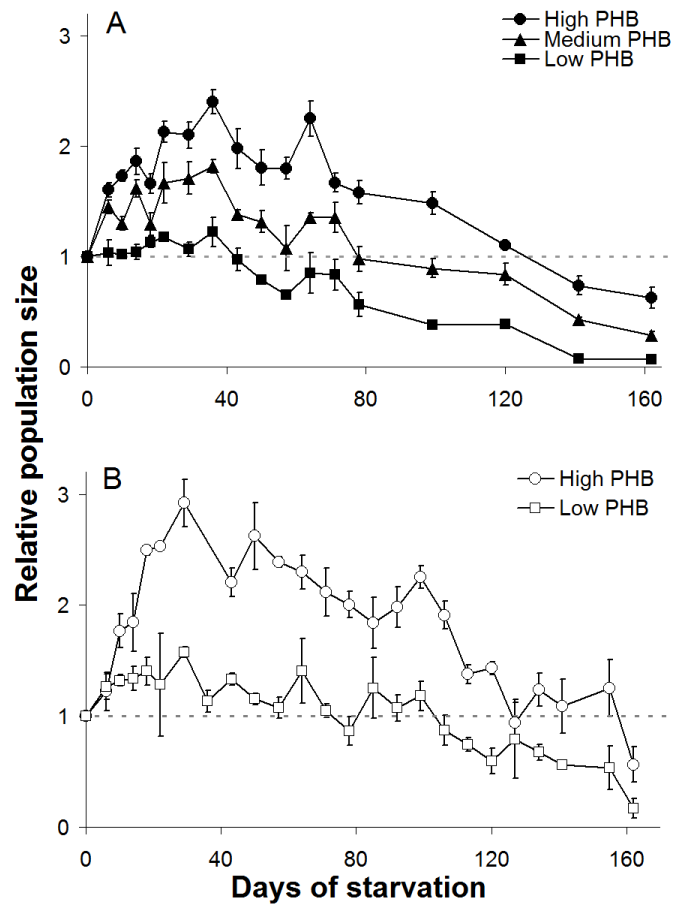 A
High PHB
Medium PHB
Low PHB
3
2
1
0
0 40 80 120 160
Relative population size
B
High PHB
Low PHB
3
2
1
0
0 40 80 120 160
Days of starvation